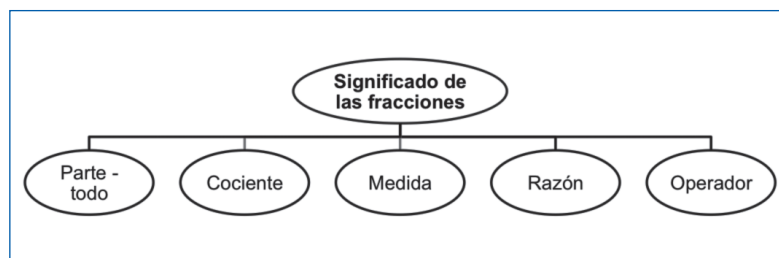 Significado de
las fracciones
Parte -
todo
Cociente
Medida
Razón
Operador